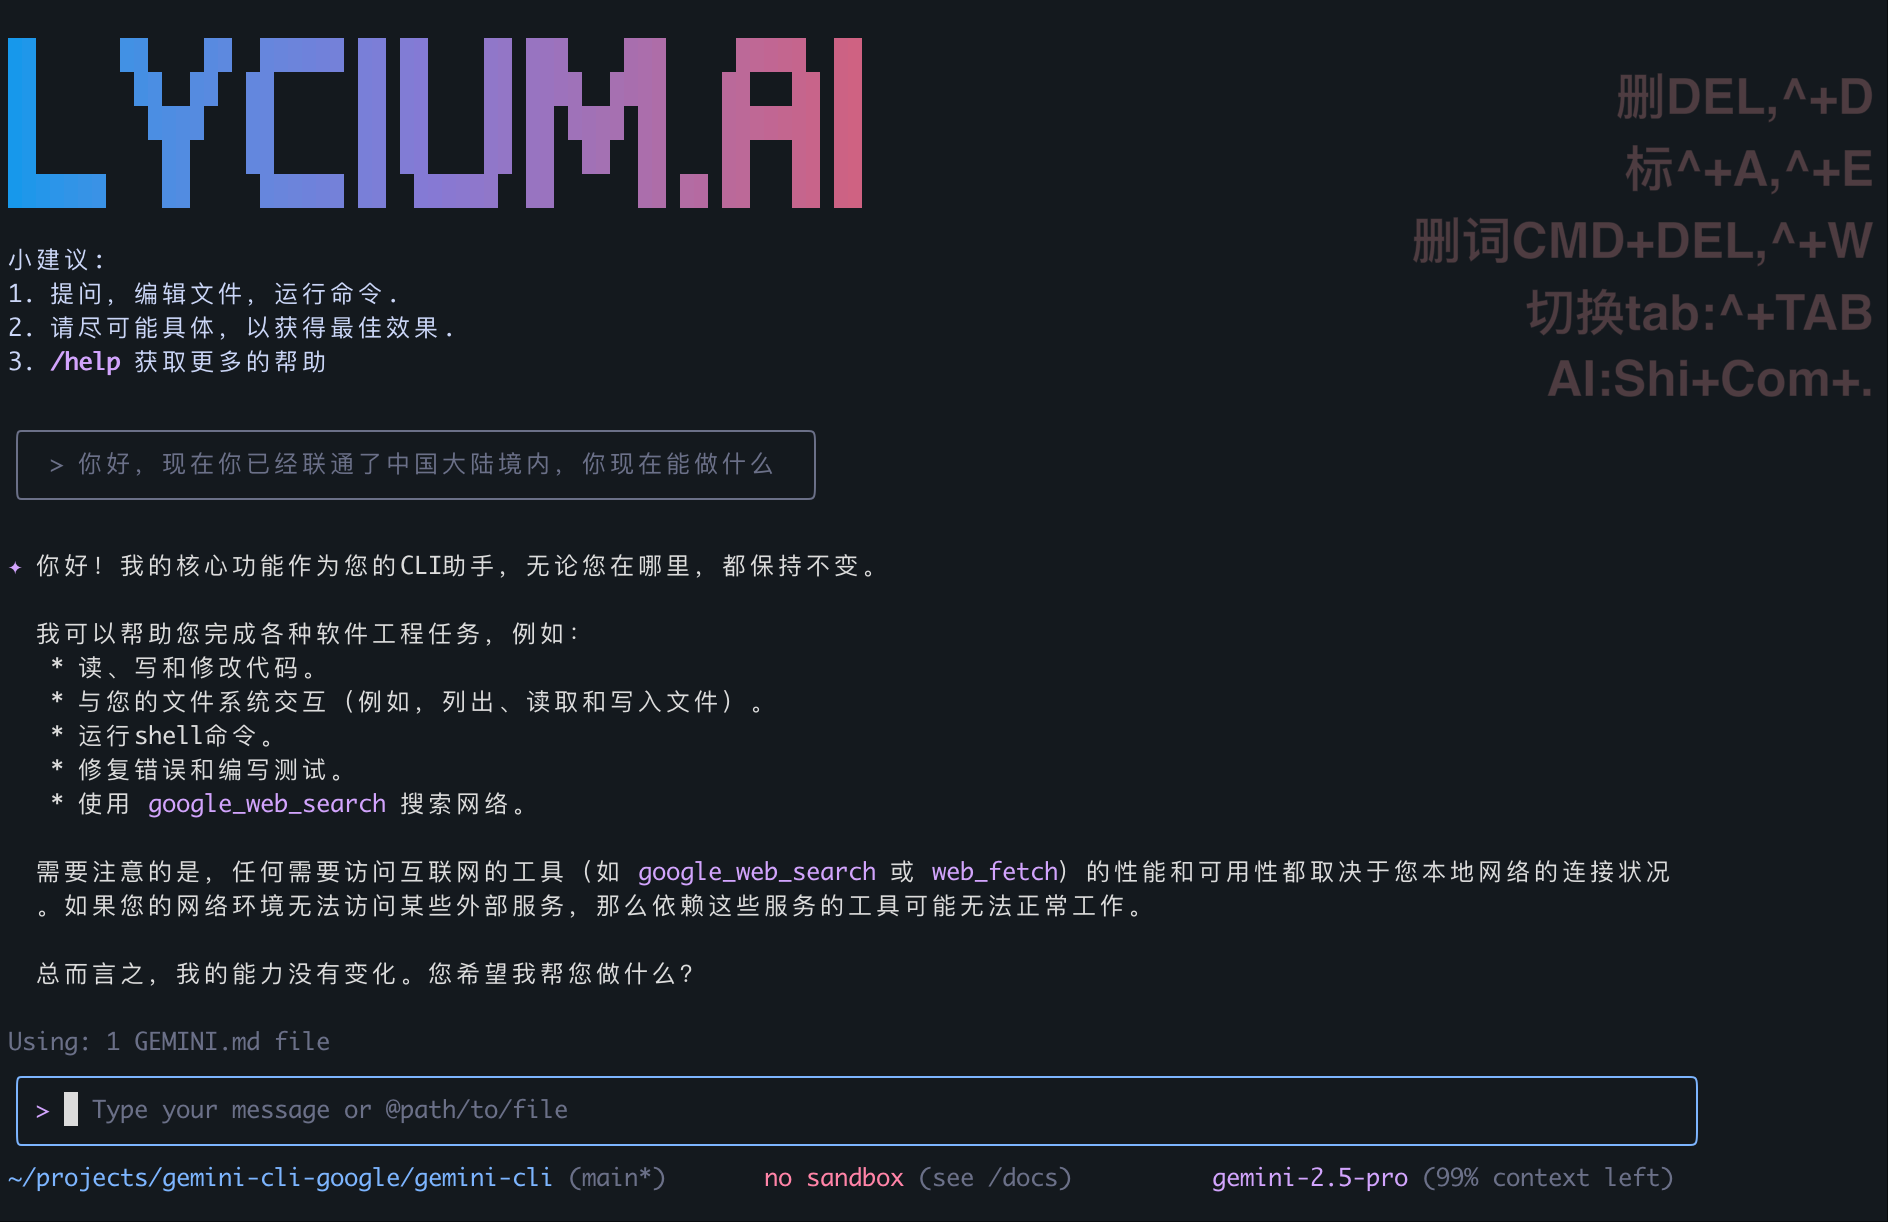 LYCIUM.AI
删DEL,^+D
标^+A,^+E
删词CMD+DEL,^+W
切换tab:^+TAB
AI:Shi+Com+.
小建议:
1. 提问, 编辑文件, 运行命令.
2. 请尽可能具体, 以获得最佳效果.
3. /help 获取更多的帮助
> 你好, 现在你已经联通了中国大陆境内, 你现在能做什么
✦ 你好! 我的核心功能作为您的CLI助手, 无论您在哪里, 都保持不变。
我可以帮助您完成各种软件工程任务, 例如:
* 读、写和修改代码。
* 与您的文件系统交互 (例如, 列出、读取和写入文件) 。
* 运行shell命令。
* 修复错误和编写测试。
* 使用 google_web_search 搜索网络。
需要注意的是, 任何需要访问互联网的工具 (如 google_web_search 或 web_fetch) 的性能和可用性都取决于您本地网络的连接状况
。如果您的网络环境无法访问某些外部服务, 那么依赖这些服务的工具可能无法正常工作。
总而言之, 我的能力没有变化。您希望我帮您做什么?
Using: 1 GEMINI.md file
> Type your message or @path/to/file
~/projects/gemini-cli-google/gemini-cli (main*) no sandbox (see /docs) gemini-2.5-pro (99% context left)